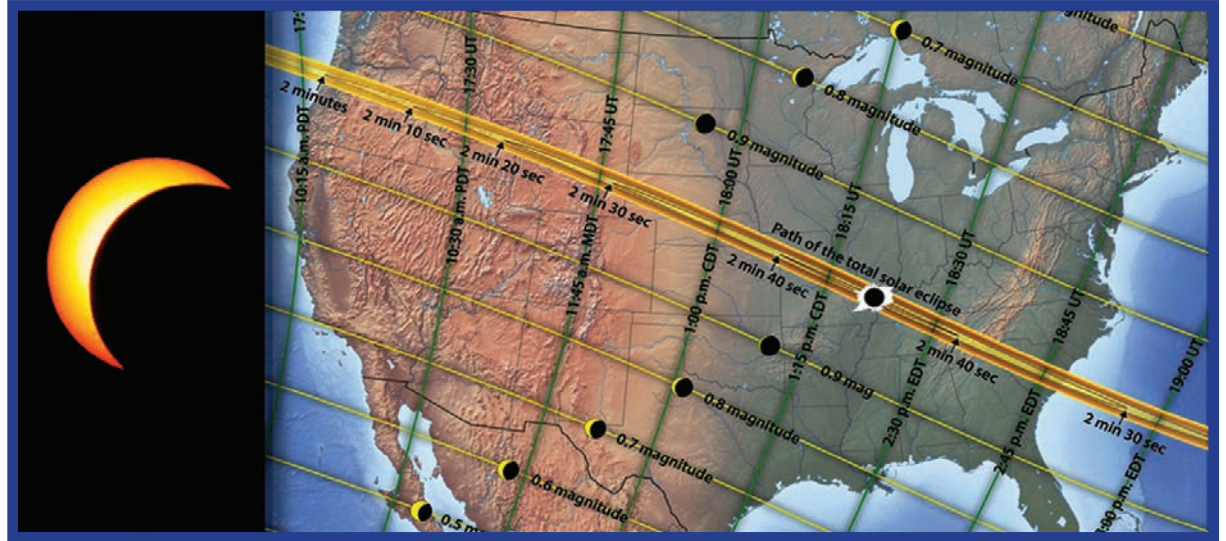 17:30 UT
17:45 UT
18:00 UT
18:15 UT
18:30 UT
18:45 UT
19:00 UT
0.7 magnitude
0.8 magnitude
0.9 magnitude
2 minutes
2 min 10 sec
2 min 20 sec
2 min 30 sec
Path of the total solar eclipse
2 min 40 sec
2 min 40 sec
2 min 30 sec
10:15 a.m. PDT
10:30 a.m. PDT
11:45 a.m. MDT
1:00 p.m. CDT
1:15 p.m. CDT
2:30 p.m. EDT
2:45 p.m. EDT
:00 p.m. EDT
0.9 mag
0.8 magnitude
0.7 magnitude
0.6 magnitude
0.5 m
magnitude
17: